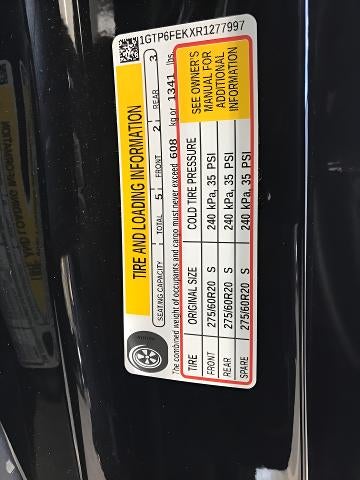 1GTP6FEKXR1277997
TIRE AND LOADING INFORMATION
SEATING CAPACITY TOTAL 5 FRONT 2 REAR 3
The combined weight of occupants and cargo must never exceed 608 kg or 1341 lbs.
TIRE ORIGINAL SIZE COLD TIRE PRESSURE
FRONT 275/60R20 S 240 kPa, 35 PSI
REAR 275/60R20 S 240 kPa, 35 PSI
SPARE 275/60R20 S 240 kPa, 35 PSI
SEE OWNER'S
MANUAL FOR
ADDITIONAL
INFORMATION